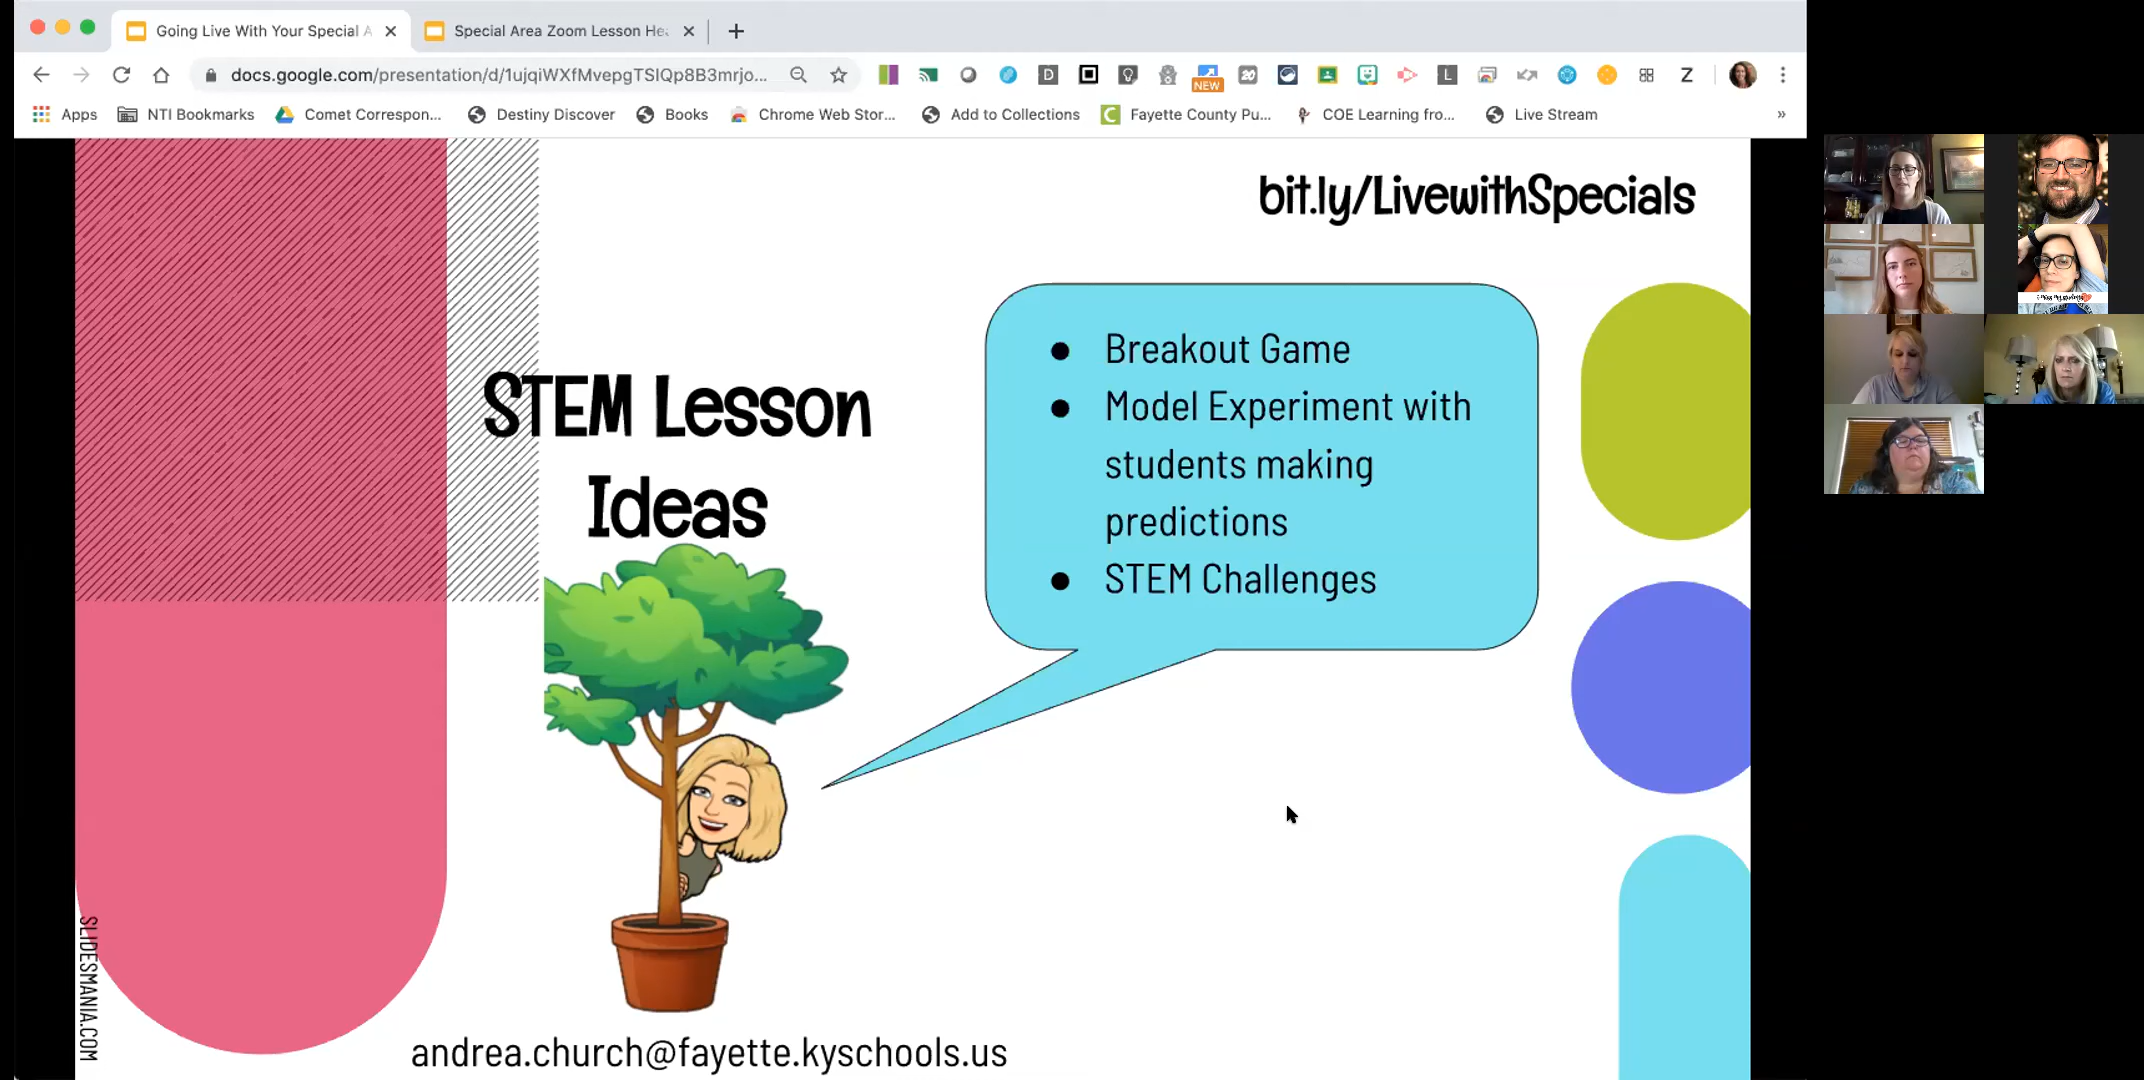 Going Live With Your Special A
Special Area Zoom Lesson He
docs.google.com/presentation/d/1ujqiWXfMvepgTSIQp8B3mrjo...
D
NEW
20
L
Z
Apps
NTI Bookmarks
Comet Correspon...
Destiny Discover
Books
Chrome Web Stor...
Add to Collections
Fayette County Pu...
COE Learning fro...
Live Stream
»
bit.ly/LivewithSpecials
STEM Lesson
Ideas
● Breakout Game
● Model Experiment with
students making
predictions
● STEM Challenges
SLIDESMANIA.COM
andrea.church@fayette.kyschools.us